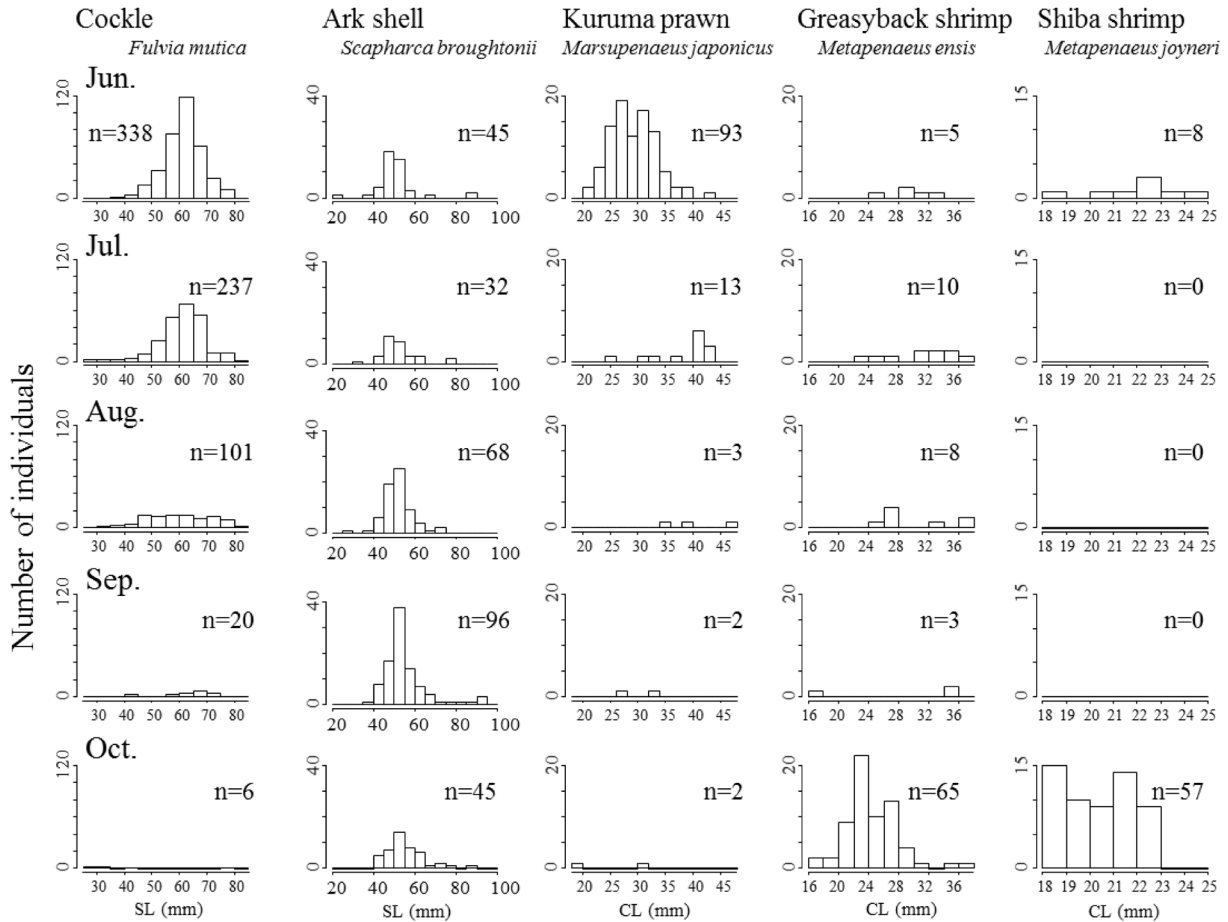 Cockle Ark shell Kuruma prawn Greasyback shrimp Shiba shrimp
Fulvia mutica Scapharca broughtonii Marsupenaeus japonicus Metapenaeus ensis Metapenaeus joyneri
Number of individuals
Jun.
120 40 20 20 15
n=338 n=45 n=93 n=5 n=8
0 0 0 0 0
30 40 50 60 70 80 20 40 60 80 100 20 25 30 35 40 45 16 20 24 28 32 36 18 19 20 21 22 23 24 25
Jul.
120 40 20 20 15
n=237 n=32 n=13 n=10 n=0
0 0 0 0 0
30 40 50 60 70 80 20 40 60 80 100 20 25 30 35 40 45 16 20 24 28 32 36 18 19 20 21 22 23 24 25
Aug.
120 40 20 20 15
n=101 n=68 n=3 n=8 n=0
0 0 0 0 0
30 40 50 60 70 80 20 40 60 80 100 20 25 30 35 40 45 16 20 24 28 32 36 18 19 20 21 22 23 24 25
Sep.
120 40 20 20 15
n=20 n=96 n=2 n=3 n=0
0 0 0 0 0
30 40 50 60 70 80 20 40 60 80 100 20 25 30 35 40 45 16 20 24 28 32 36 18 19 20 21 22 23 24 25
Oct.
120 40 20 20 15
n=6 n=45 n=2 n=65 n=57
0 0 0 0 0
30 40 50 60 70 80 20 40 60 80 100 20 25 30 35 40 45 16 20 24 28 32 36 18 19 20 21 22 23 24 25
SL (mm) SL (mm) CL (mm) CL (mm) CL (mm)